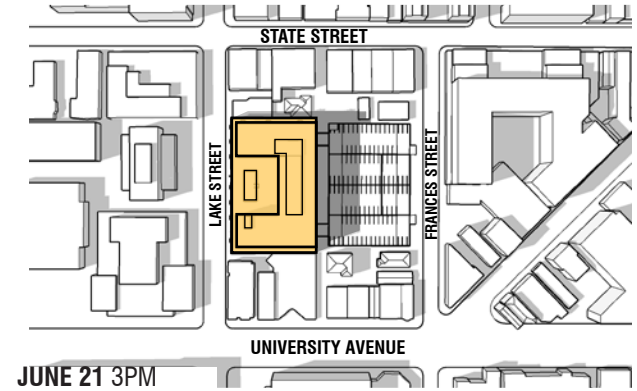 STATE STREET
LAKE STREET
FRANCES STREET
UNIVERSITY AVENUE
JUNE 21 3PM